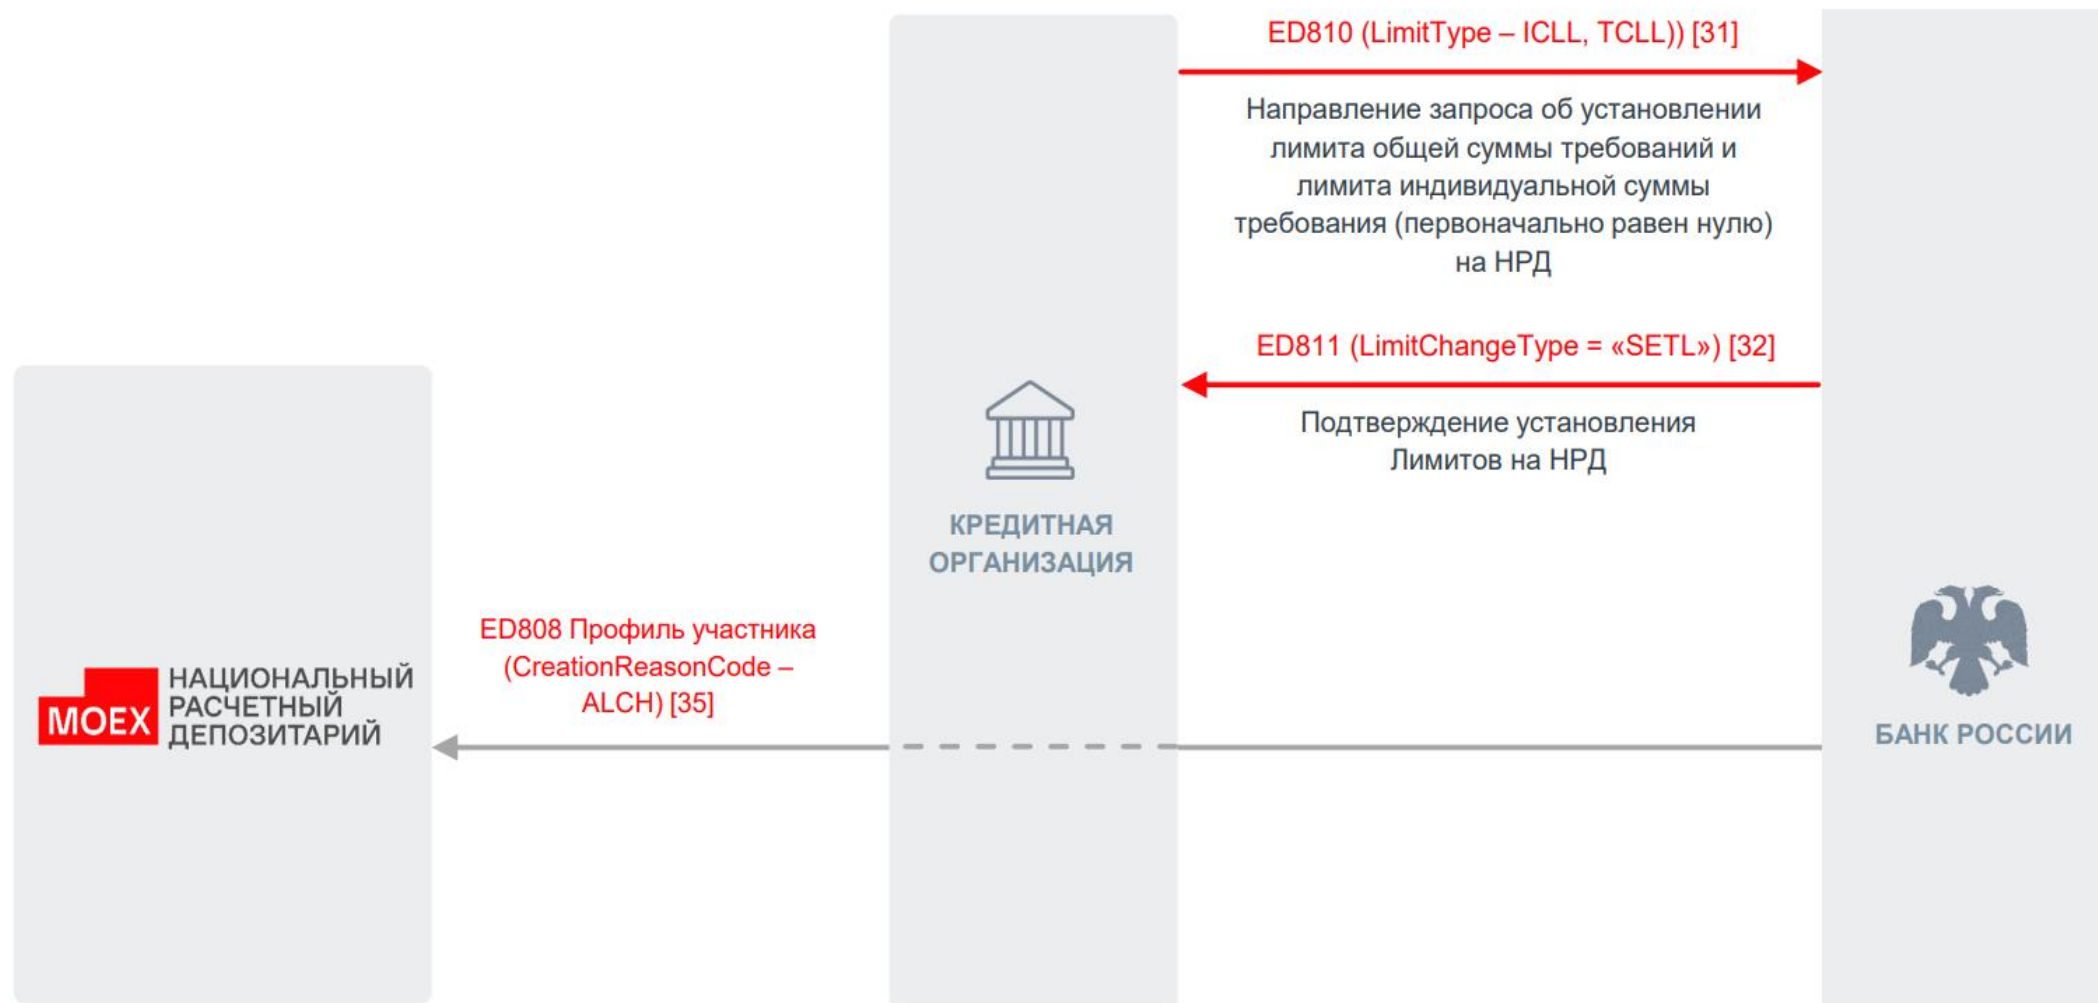 ED810 (LimitType – ICLL, TCLL)) [31]
Направление запроса об установлении
лимита общей суммы требований и
лимита индивидуальной суммы
требования (первоначально равен нулю)
на НРД
ED811 (LimitChangeType = «SETL») [32]
Подтверждение установления
Лимитов на НРД
КРЕДИТНАЯ
ОРГАНИЗАЦИЯ
ED808 Профиль участника
(CreationReasonCode –
ALCH) [35]
MOEX
НАЦИОНАЛЬНЫЙ
РАСЧЕТНЫЙ
ДЕПОЗИТАРИЙ
БАНК РОССИИ